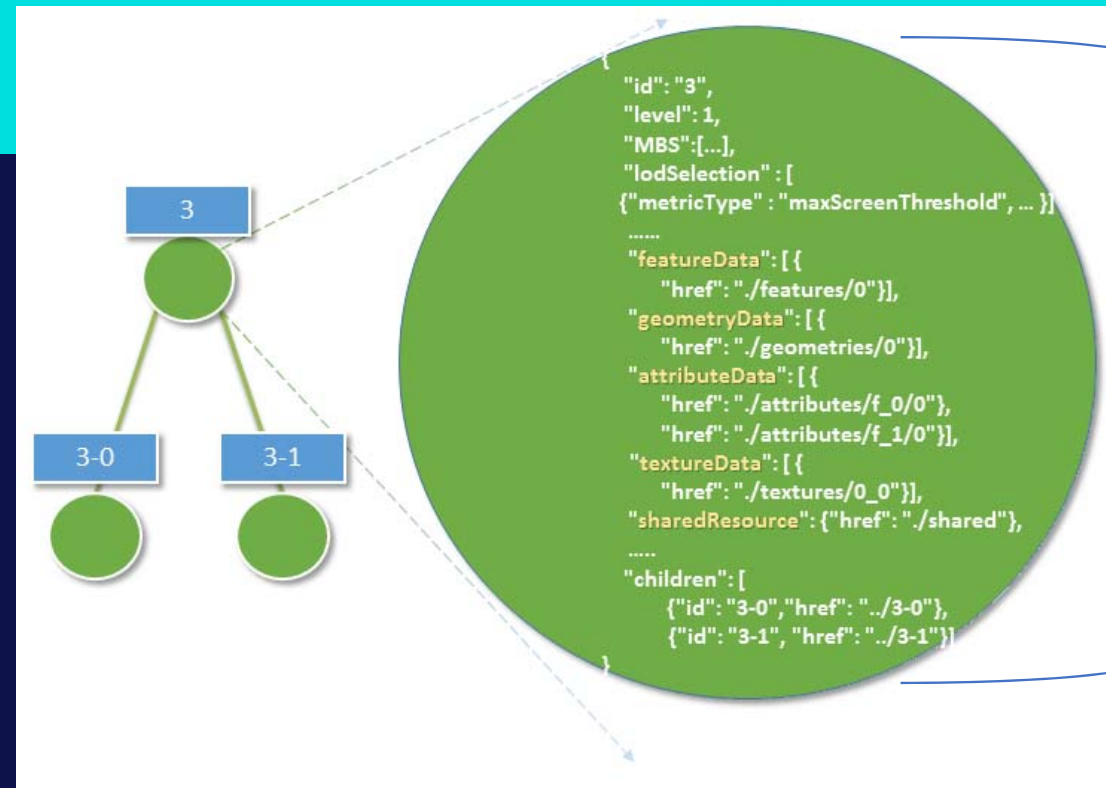 3
3-0
3-1
{
"id": "3",
"level": 1,
"MBS":[...],
"lodSelection" : [
{"metricType" : "maxScreenThreshold", ... }]
......
"featureData": [ {
"href": "./features/0"}],
"geometryData": [ {
"href": "./geometries/0"}],
"attributeData": [ {
"href": "./attributes/f_0/0"},
"href": "./attributes/f_1/0"}],
"textureData": [ {
"href": "./textures/0_0"}],
"sharedResource": {"href": "./shared"},
.....
"children": [
{"id": "3-0","href": "../3-0"},
{"id": "3-1", "href": "../3-1"}]
}